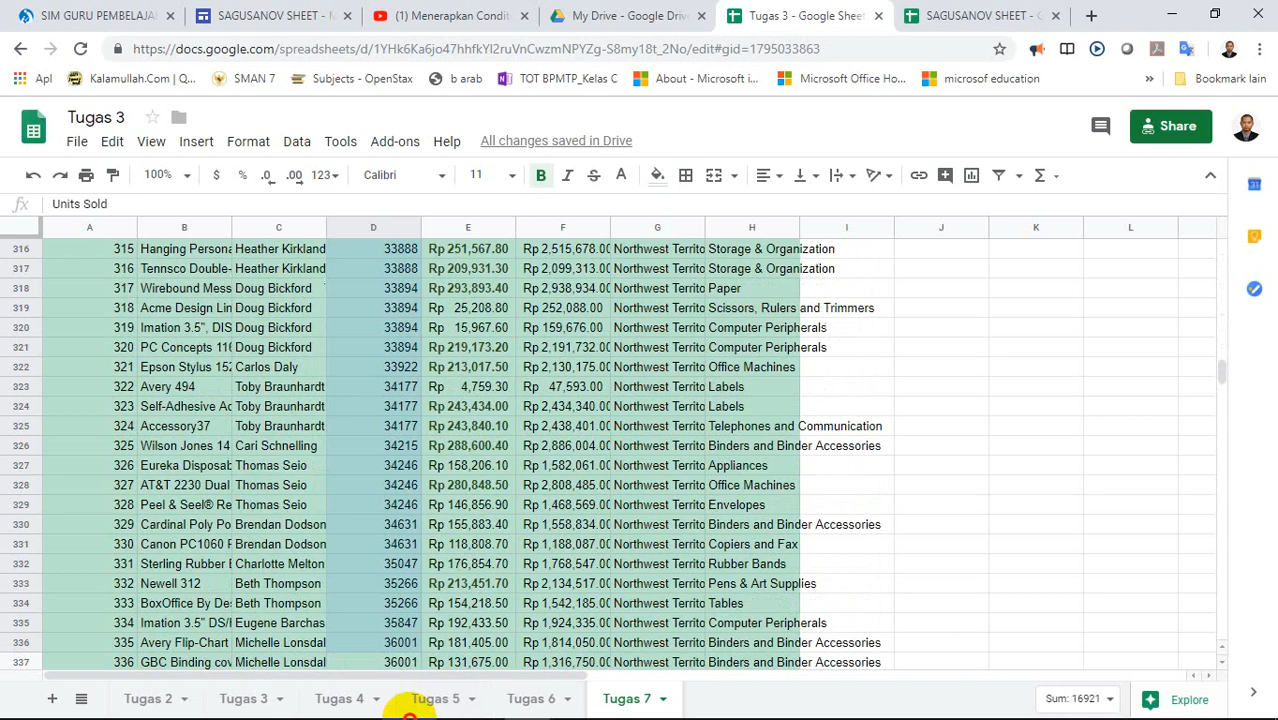 SIM GURU PEMBELAJA
SAGUSANOV SHEET - M
(1) Menerapkan Condit
My Drive - Google Drive
Tugas 3 - Google Sheet
SAGUSANOV SHEET - G
https://docs.google.com/spreadsheets/d/1YHk6Ka6jo47hhfkYI2ruVnCwzmNPYZg-S8my18t_2No/edit#gid=1795033863
Apl Kalamullah.Com | Q... SMAN 7 Subjects - OpenStax b arab TOT BPMTP_Kelas C About - Microsoft i... Microsoft Office Ho... microsof education » Bookmark lain
Tugas 3
File Edit View Insert Format Data Tools Add-ons Help All changes saved in Drive
Share
100% $ % .0 .00 123 Calibri 11 B I S A Σ
fx Units Sold
A B C D E F G H I J K L
316 315 Hanging Persona Heather Kirkland 33888 Rp 251,567.80 Rp 2,515,678.00 Northwest Territo Storage & Organization
317 316 Tennsco Double- Heather Kirkland 33888 Rp 209,931.30 Rp 2,099,313.00 Northwest Territo Storage & Organization
318 317 Wirebound Mess Doug Bickford 33894 Rp 293,893.40 Rp 2,938,934.00 Northwest Territo Paper
319 318 Acme Design Lin Doug Bickford 33894 Rp 25,208.80 Rp 252,088.00 Northwest Territo Scissors, Rulers and Trimmers
320 319 Imation 3.5", DIS Doug Bickford 33894 Rp 15,967.60 Rp 159,676.00 Northwest Territo Computer Peripherals
321 320 PC Concepts 116 Doug Bickford 33894 Rp 219,173.20 Rp 2,191,732.00 Northwest Territo Computer Peripherals
322 321 Epson Stylus 152 Carlos Daly 33922 Rp 213,017.50 Rp 2,130,175.00 Northwest Territo Office Machines
323 322 Avery 494 Toby Braunhardt 34177 Rp 4,759.30 Rp 47,593.00 Northwest Territo Labels
324 323 Self-Adhesive Ad Toby Braunhardt 34177 Rp 243,434.00 Rp 2,434,340.00 Northwest Territo Labels
325 324 Accessory37 Toby Braunhardt 34177 Rp 243,840.10 Rp 2,438,401.00 Northwest Territo Telephones and Communication
326 325 Wilson Jones 14 Cari Schnelling 34215 Rp 288,600.40 Rp 2,886,004.00 Northwest Territo Binders and Binder Accessories
327 326 Eureka Disposab Thomas Seio 34246 Rp 158,206.10 Rp 1,582,061.00 Northwest Territo Appliances
328 327 AT&T 2230 Dual Thomas Seio 34246 Rp 280,848.50 Rp 2,808,485.00 Northwest Territo Office Machines
329 328 Peel & Seel® Re Thomas Seio 34246 Rp 146,856.90 Rp 1,468,569.00 Northwest Territo Envelopes
330 329 Cardinal Poly Po Brendan Dodson 34631 Rp 155,883.40 Rp 1,558,834.00 Northwest Territo Binders and Binder Accessories
331 330 Canon PC1060 P Brendan Dodson 34631 Rp 118,808.70 Rp 1,188,087.00 Northwest Territo Copiers and Fax
332 331 Sterling Rubber B Charlotte Melton 35047 Rp 176,854.70 Rp 1,768,547.00 Northwest Territo Rubber Bands
333 332 Newell 312 Beth Thompson 35266 Rp 213,451.70 Rp 2,134,517.00 Northwest Territo Pens & Art Supplies
334 333 BoxOffice By Des Beth Thompson 35266 Rp 154,218.50 Rp 1,542,185.00 Northwest Territo Tables
335 334 Imation 3.5" DS/H Eugene Barchas 35847 Rp 192,433.50 Rp 1,924,335.00 Northwest Territo Computer Peripherals
336 335 Avery Flip-Chart Michelle Lonsdal 36001 Rp 181,405.00 Rp 1,814,050.00 Northwest Territo Binders and Binder Accessories
337 336 GBC Binding cov Michelle Lonsdal 36001 Rp 131,675.00 Rp 1,316,750.00 Northwest Territo Binders and Binder Accessories
Tugas 2 Tugas 3 Tugas 4 Tugas 5 Tugas 6 Tugas 7 Sum: 16921 Explore